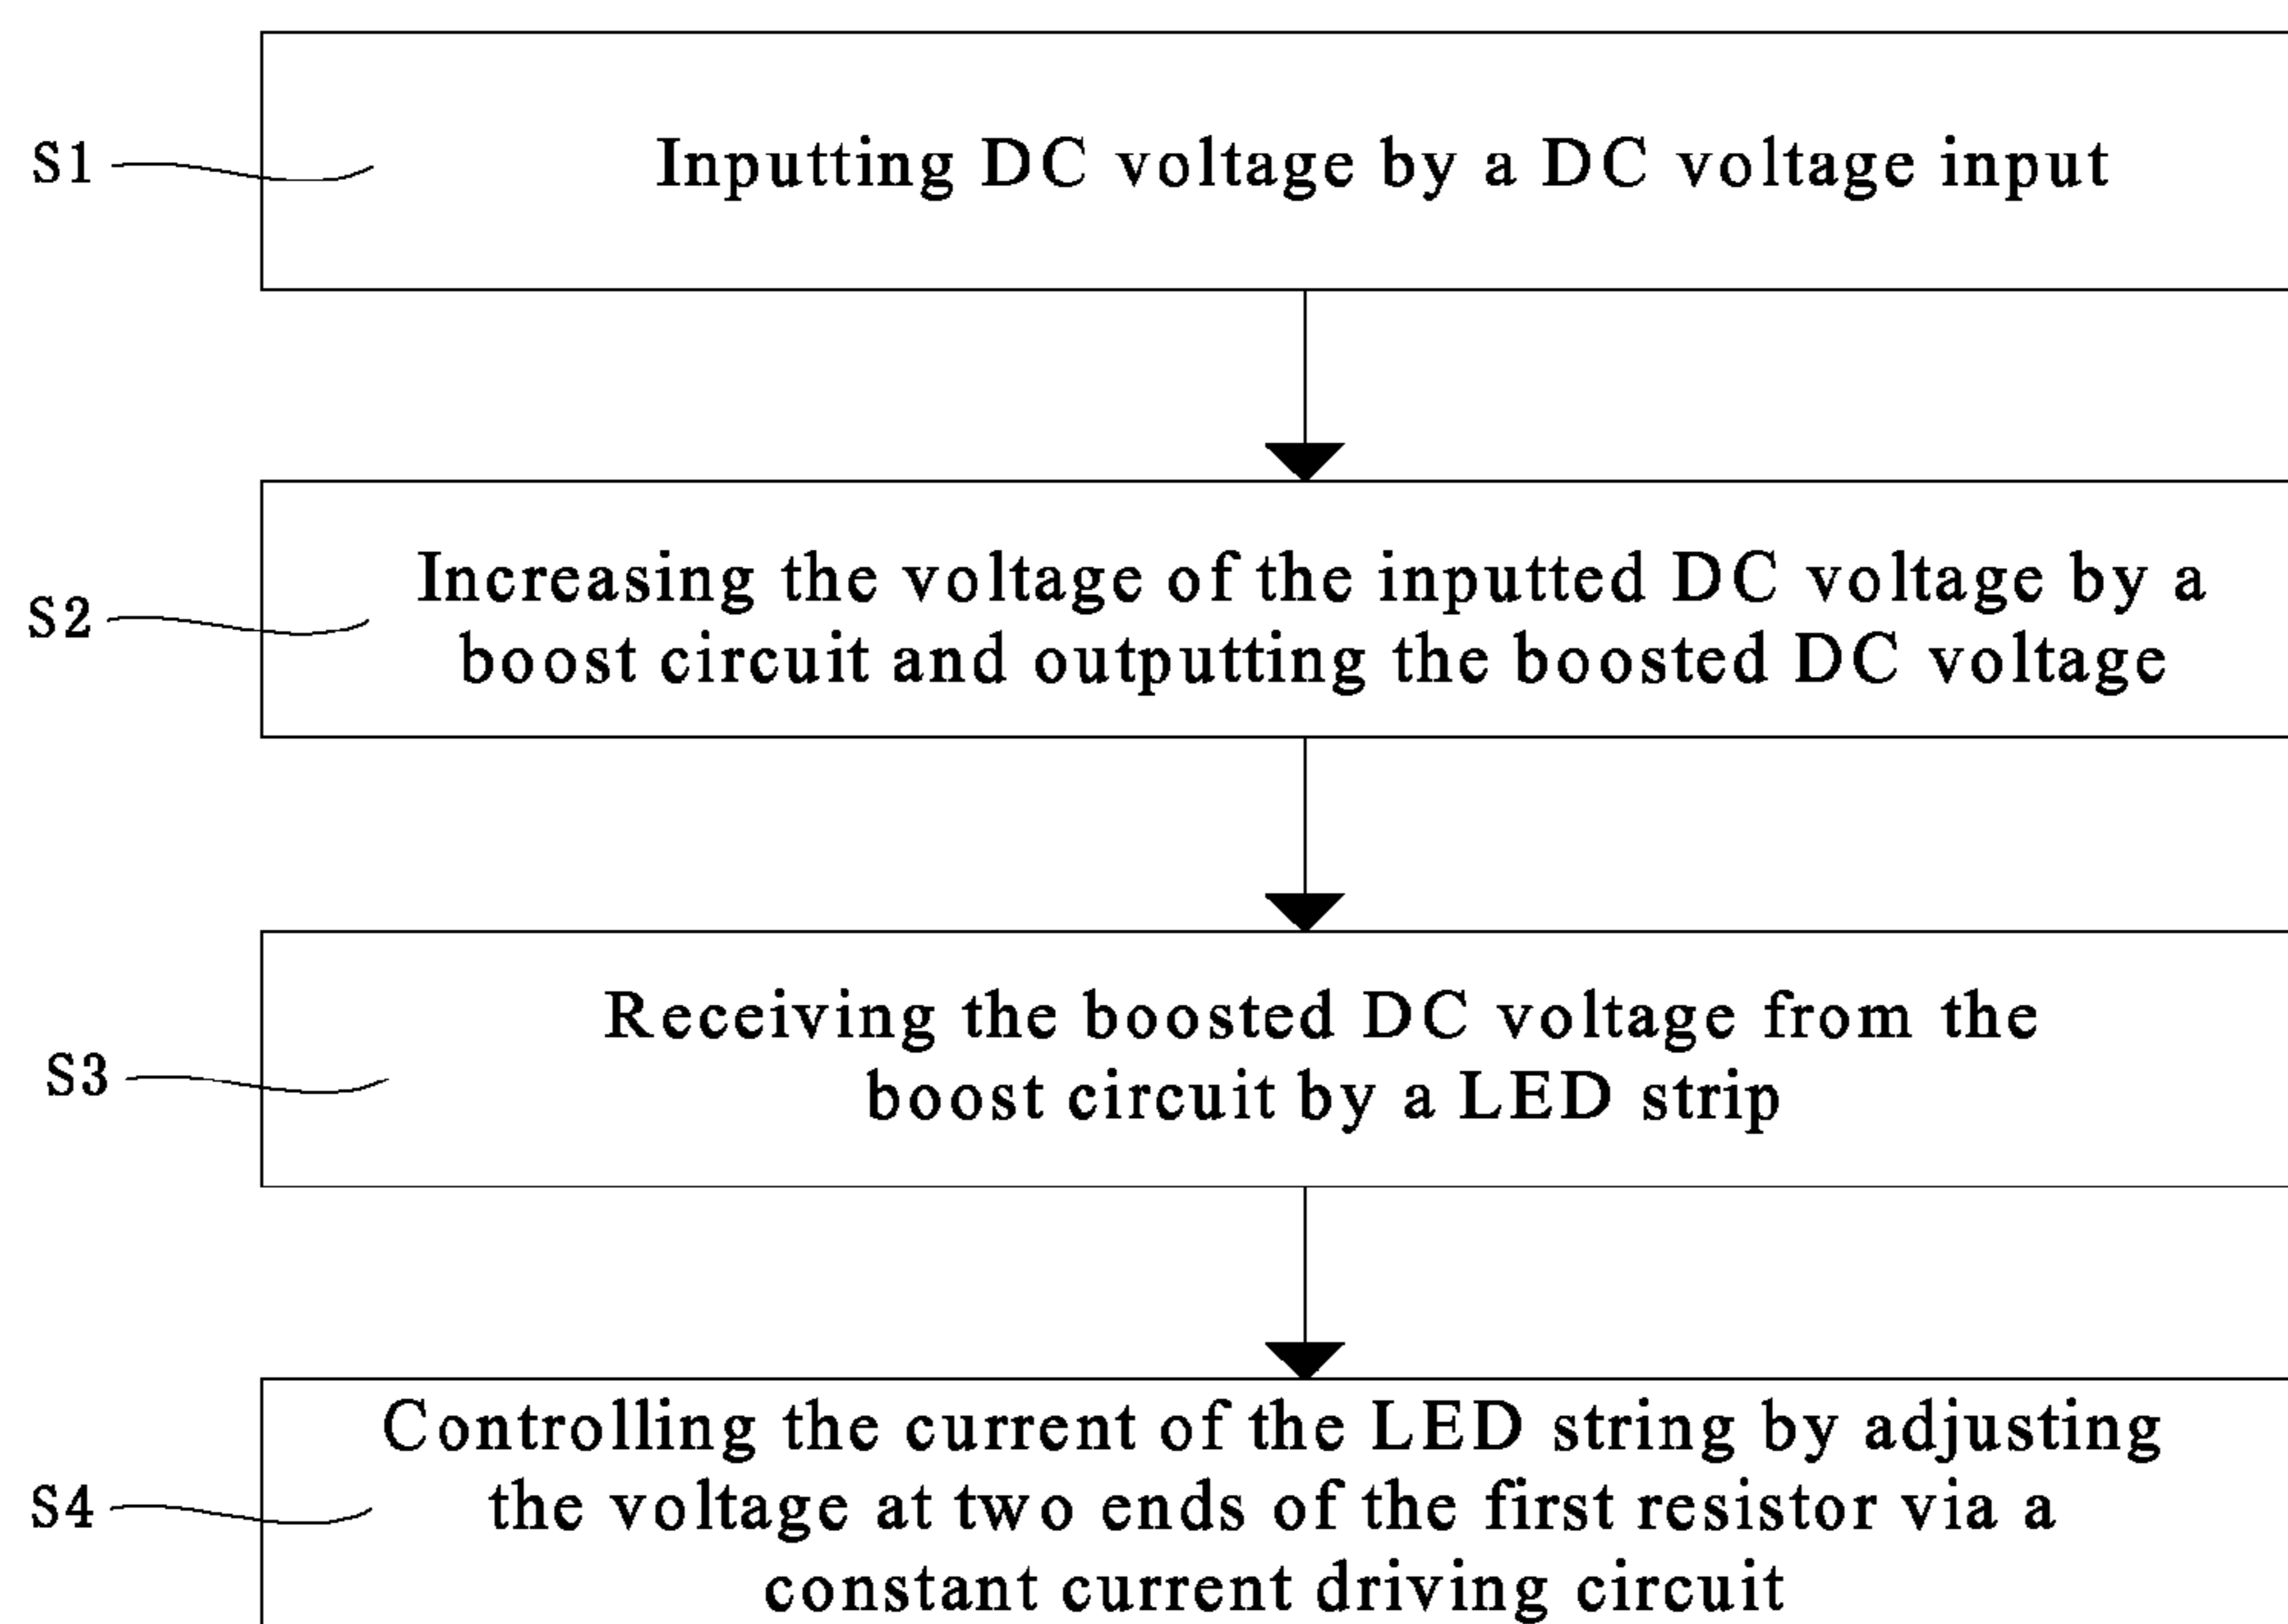 S1
Inputting DC voltage by a DC voltage input
S2
Increasing the voltage of the inputted DC voltage by a
boost circuit and outputting the boosted DC voltage
S3
Receiving the boosted DC voltage from the
boost circuit by a LED strip
S4
Controlling the current of the LED string by adjusting
the voltage at two ends of the first resistor via a
constant current driving circuit